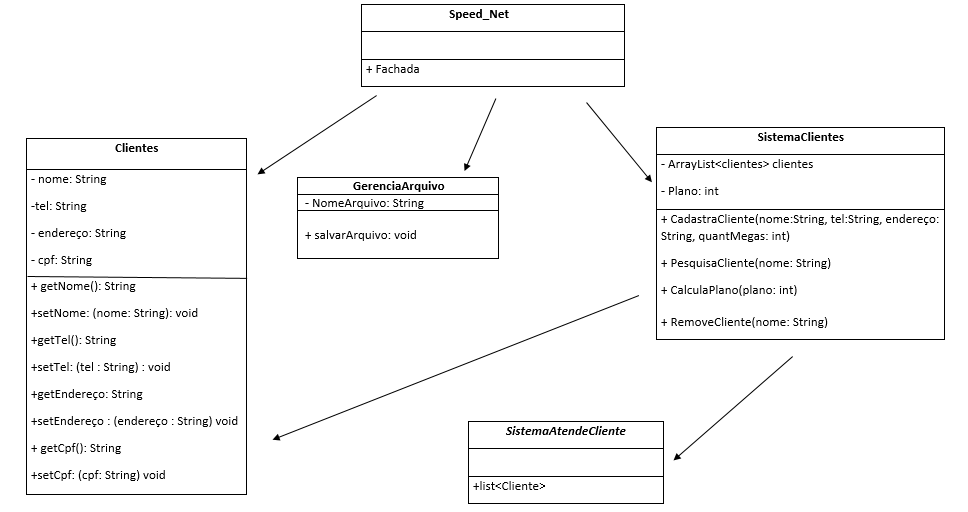 Speed_Net
+ Fachada
Clientes
- nome: String
-tel: String
- endereço: String
- cpf: String
+ getNome(): String
+setNome: (nome: String): void
+getTel(): String
+setTel: (tel : String) : void
+getEndereço: String
+setEndereço : (endereço : String) void
+ getCpf(): String
+setCpf: (cpf: String) void
GerenciaArquivo
- NomeArquivo: String
+ salvarArquivo: void
SistemaClientes
- ArrayList<clientes> clientes
- Plano: int
+ CadastraCliente(nome:String, tel:String, endereço:
String, quantMegas: int)
+ PesquisaCliente(nome: String)
+ CalculaPlano(plano: int)
+ RemoveCliente(nome: String)
SistemaAtendeCliente
+list<Cliente>